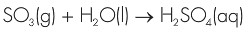 SO₃(g) + H₂O(l) → H₂SO₄(aq)